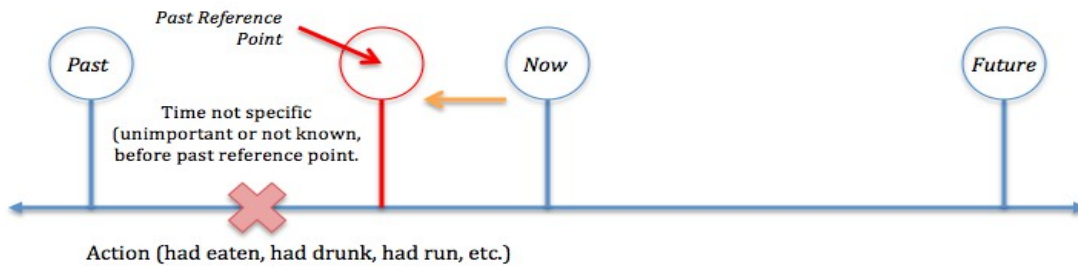 Past Reference
Point
Past
Now
Future
Time not specific
(unimportant or not known,
before past reference point.
Action (had eaten, had drunk, had run, etc.)